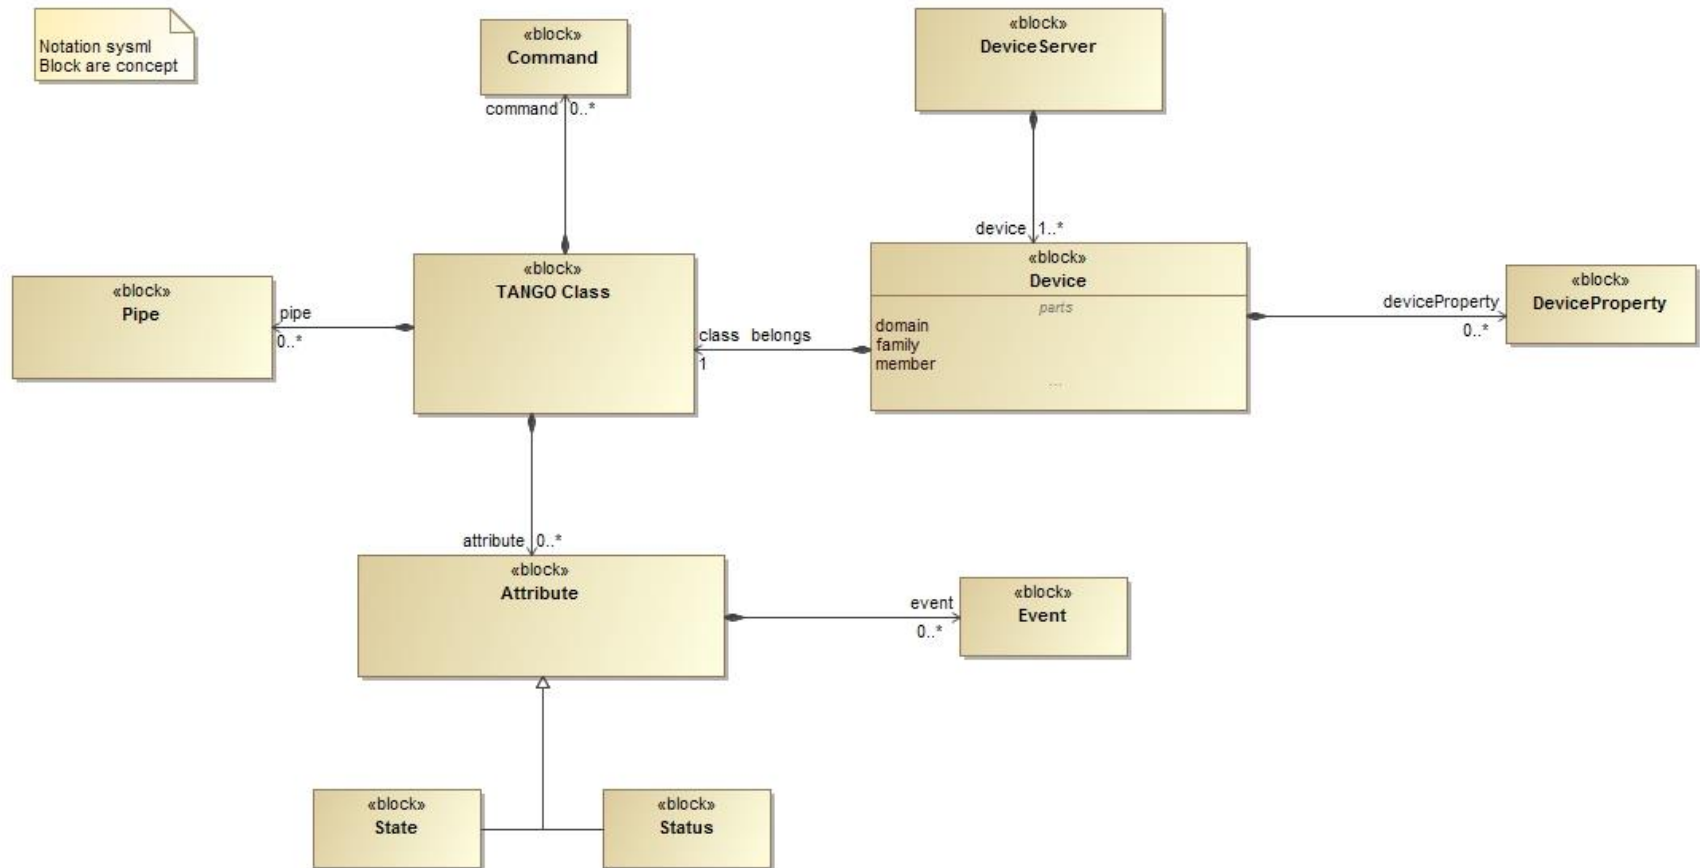 Notation sysml
Block are concept
«block»
Command
command 0..*
«block»
DeviceServer
device 1..*
«block»
Pipe
pipe
0..*
«block»
TANGO Class
class belongs
1
«block»
Device
parts
domain
family
member
...
deviceProperty
0..*
«block»
DeviceProperty
attribute 0..*
«block»
Attribute
event
0..*
«block»
Event
«block»
State
«block»
Status